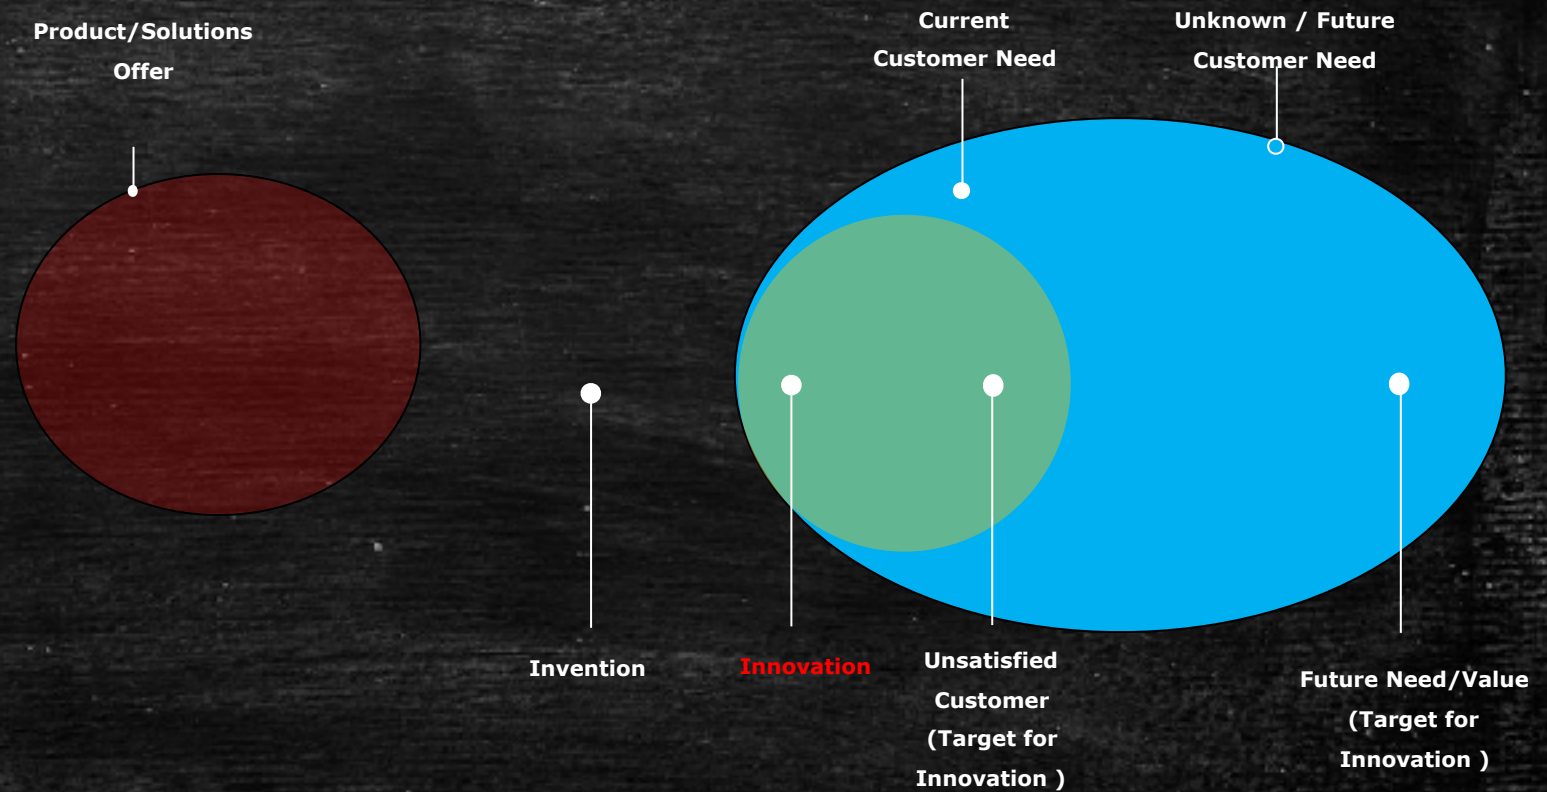 Product/Solutions
Offer
Current
Customer Need
Unknown / Future
Customer Need
Invention
Innovation
Unsatisfied
Customer
(Target for
Innovation )
Future Need/Value
(Target for
Innovation )